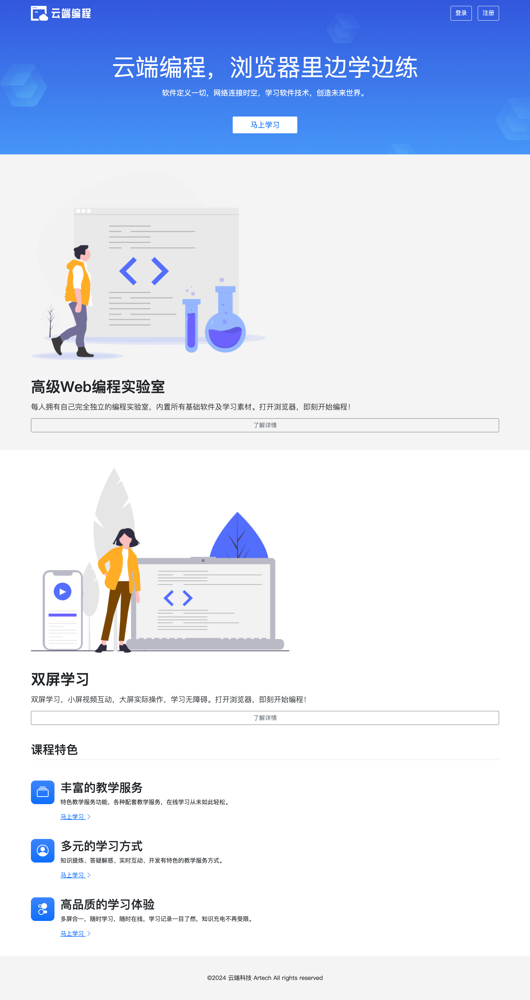 云端编程
登录
注册
云端编程，浏览器里边学边练
软件定义一切，网络连接时空，学习软件技术，创造未来世界。
马上学习
高级Web编程实验室
每人拥有自己完全独立的编程实验室，内置所有基础软件及学习素材。打开浏览器，即刻开始编程！
了解详情
双屏学习
双屏学习，小屏视频互动，大屏实际操作，学习无障碍。打开浏览器，即刻开始编程！
了解详情
课程特色
丰富的教学服务
特色教学服务功能，各种配套教学服务，在线学习从未如此轻松。
马上学习
多元的学习方式
知识提炼、答疑解惑、实时互动、开发有特色的教学服务方式。
马上学习
高品质的学习体验
多屏合一，随时学习，随时在线，学习记录一目了然，知识充电不再受限。
马上学习
©2024 云端科技 Artech All rights reserved